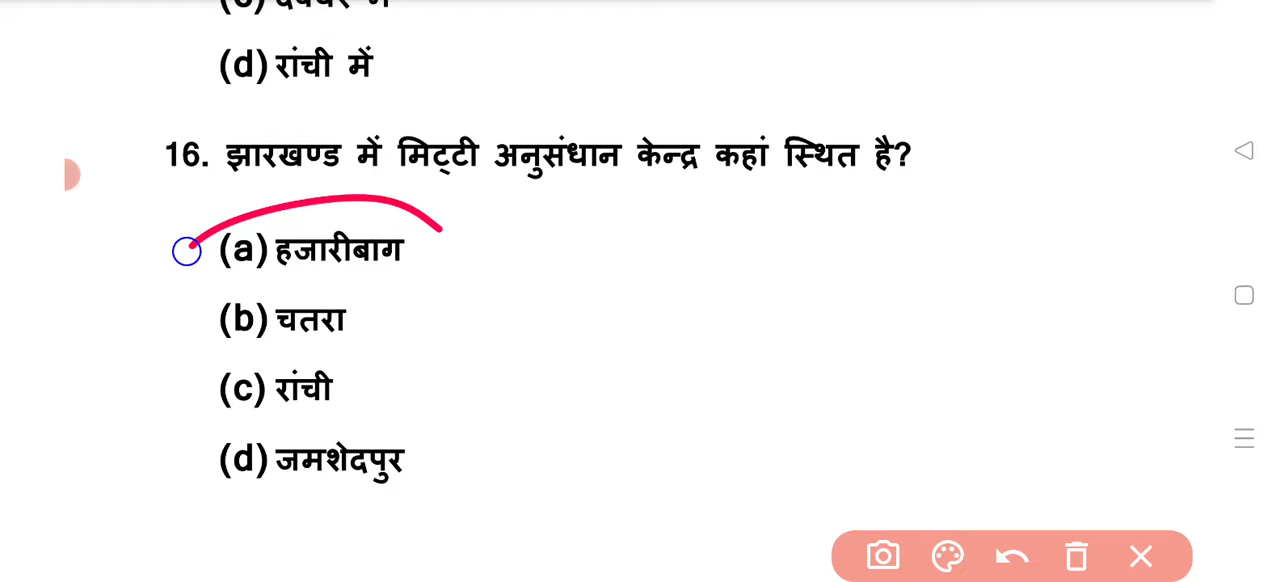 (d) रांची में
16. झारखण्ड में मिट्टी अनुसंधान केन्द्र कहां स्थित है?
(a) हजारीबाग
(b) चतरा
(c) रांची
(d) जमशेदपुर